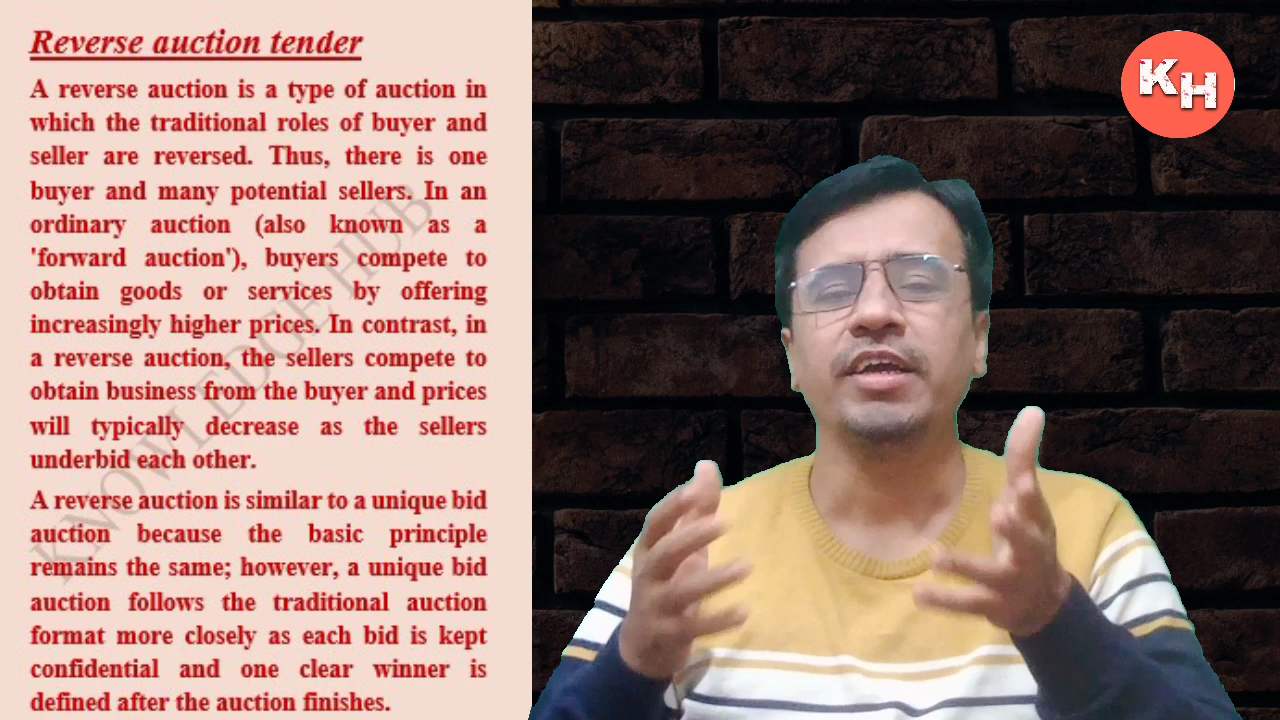 Reverse auction tender
A reverse auction is a type of auction in
which the traditional roles of buyer and
seller are reversed. Thus, there is one
buyer and many potential sellers. In an
ordinary auction (also known as a
'forward auction'), buyers compete to
obtain goods or services by offering
increasingly higher prices. In contrast, in
a reverse auction, the sellers compete to
obtain business from the buyer and prices
will typically decrease as the sellers
underbid each other.
A reverse auction is similar to a unique bid
auction because the basic principle
remains the same; however, a unique bid
auction follows the traditional auction
format more closely as each bid is kept
confidential and one clear winner is
defined after the auction finishes.
KNOWLEDGE HUB
KH